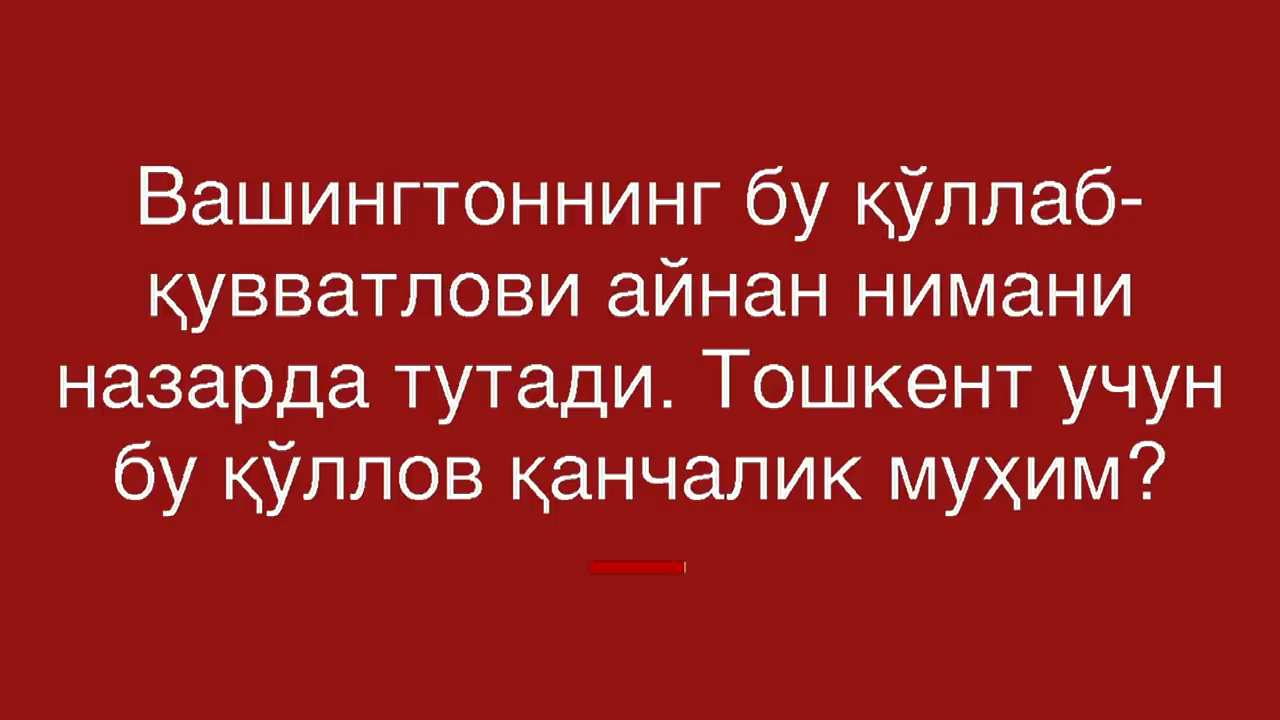 Вашингтоннинг бу қўллаб-
қувватлови айнан нимани
назарда тутади. Тошкент учун
бу қўллов қанчалик муҳим?